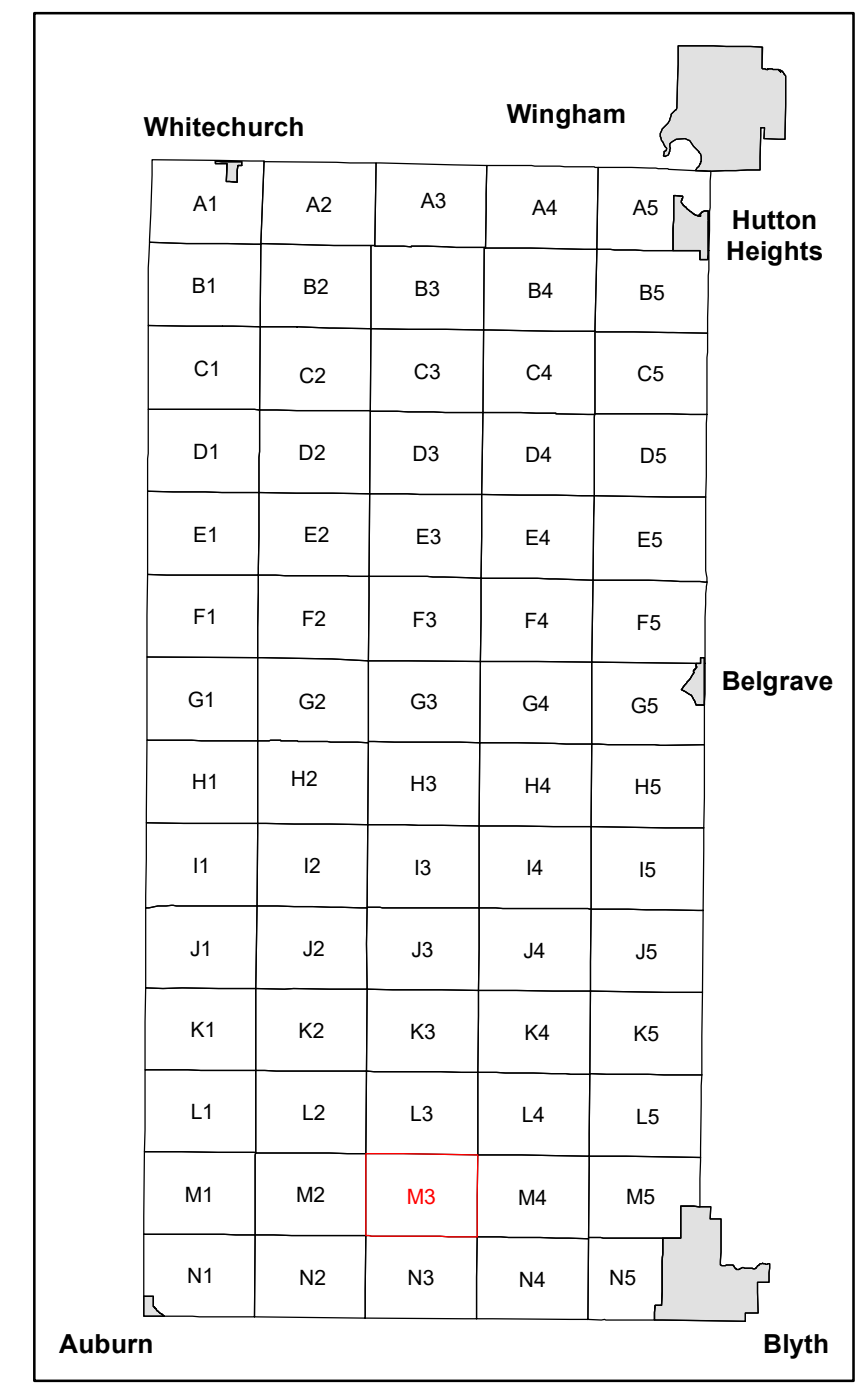 Wingham
Whitechurch
A1 A2 A3 A4 A5
Hutton
Heights
B1 B2 B3 B4 B5
C1 C2 C3 C4 C5
D1 D2 D3 D4 D5
E1 E2 E3 E4 E5
F1 F2 F3 F4 F5
Belgrave
G1 G2 G3 G4 G5
H1 H2 H3 H4 H5
I1 I2 I3 I4 I5
J1 J2 J3 J4 J5
K1 K2 K3 K4 K5
L1 L2 L3 L4 L5
M1 M2 M3 M4 M5
N1 N2 N3 N4 N5
Auburn Blyth